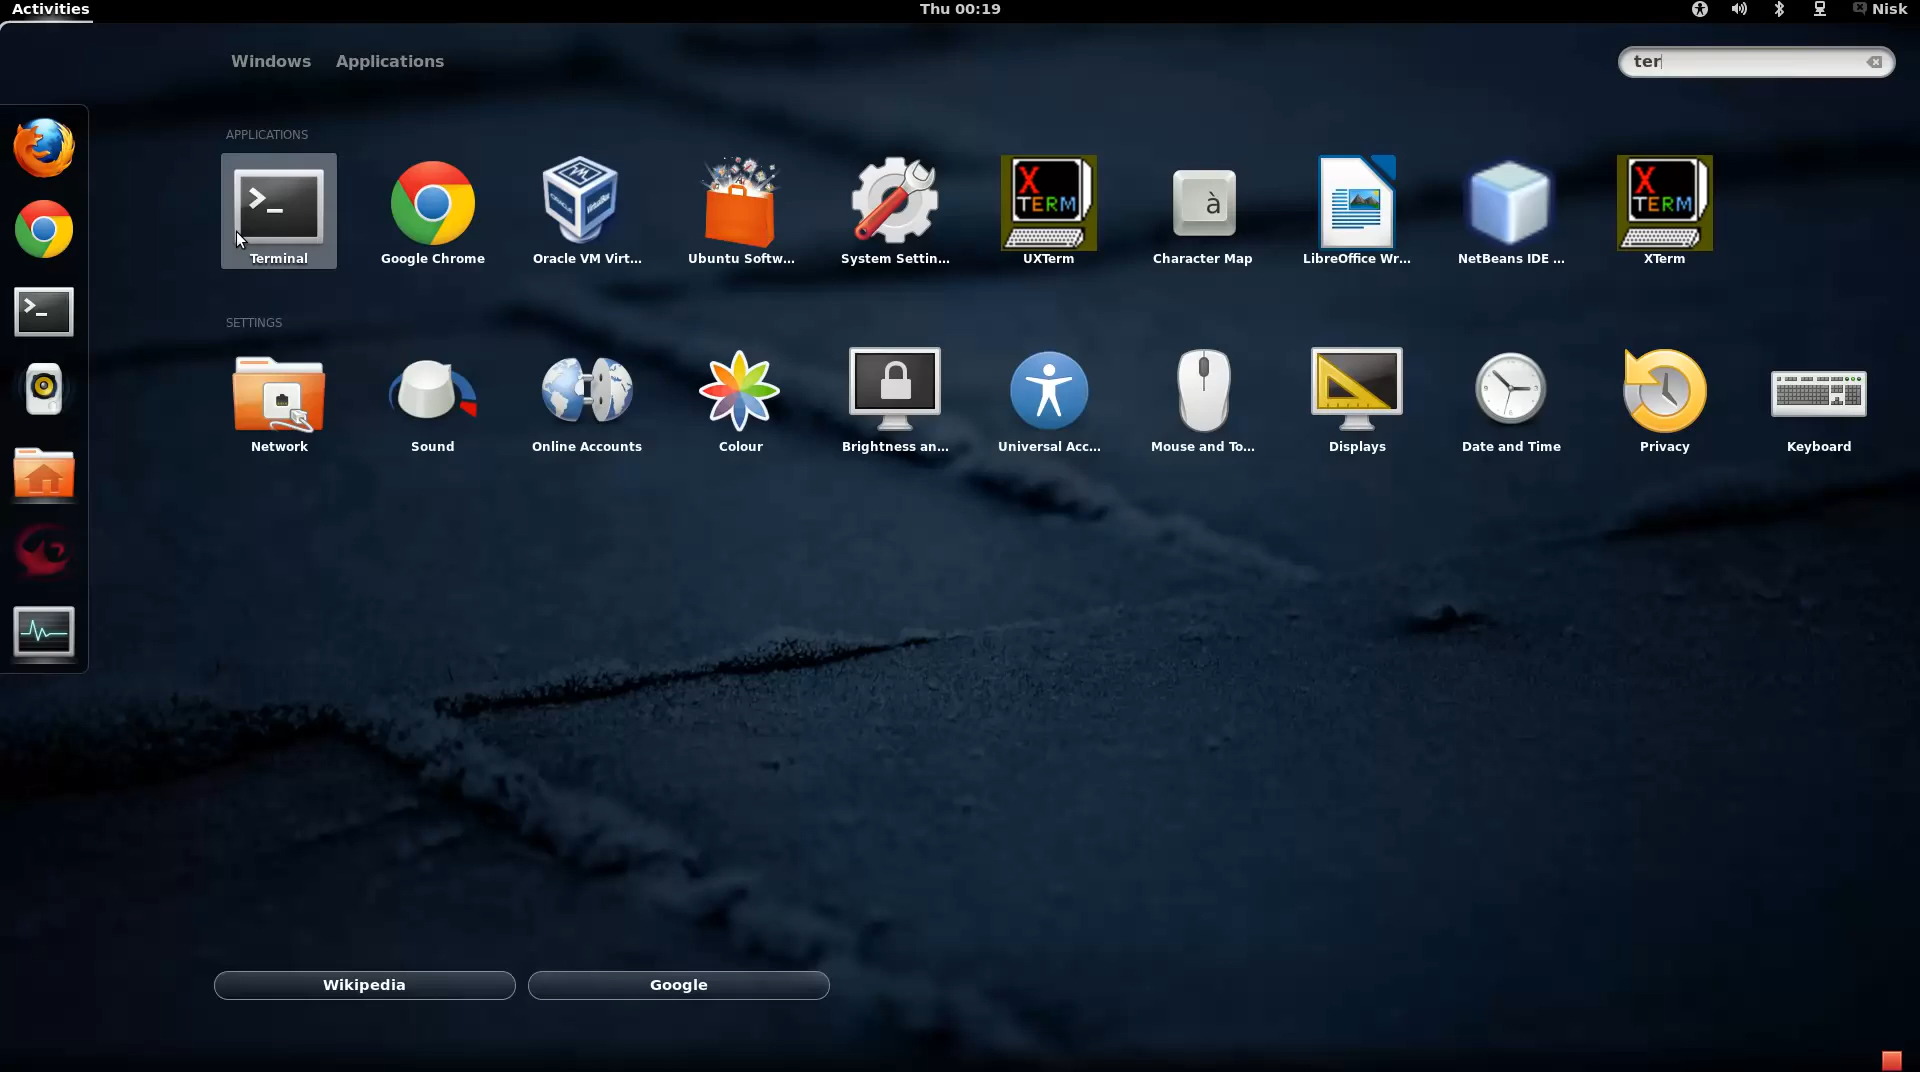 Activities
Thu 00:19
Nisk
Windows
Applications
ter
APPLICATIONS
Terminal
Google Chrome
Oracle VM Virt...
Ubuntu Softw...
System Settin...
UXTerm
Character Map
LibreOffice Wr...
NetBeans IDE ...
XTerm
X
TERM
à
X
TERM
SETTINGS
Network
Sound
Online Accounts
Colour
Brightness an...
Universal Acc...
Mouse and To...
Displays
Date and Time
Privacy
Keyboard
Wikipedia
Google